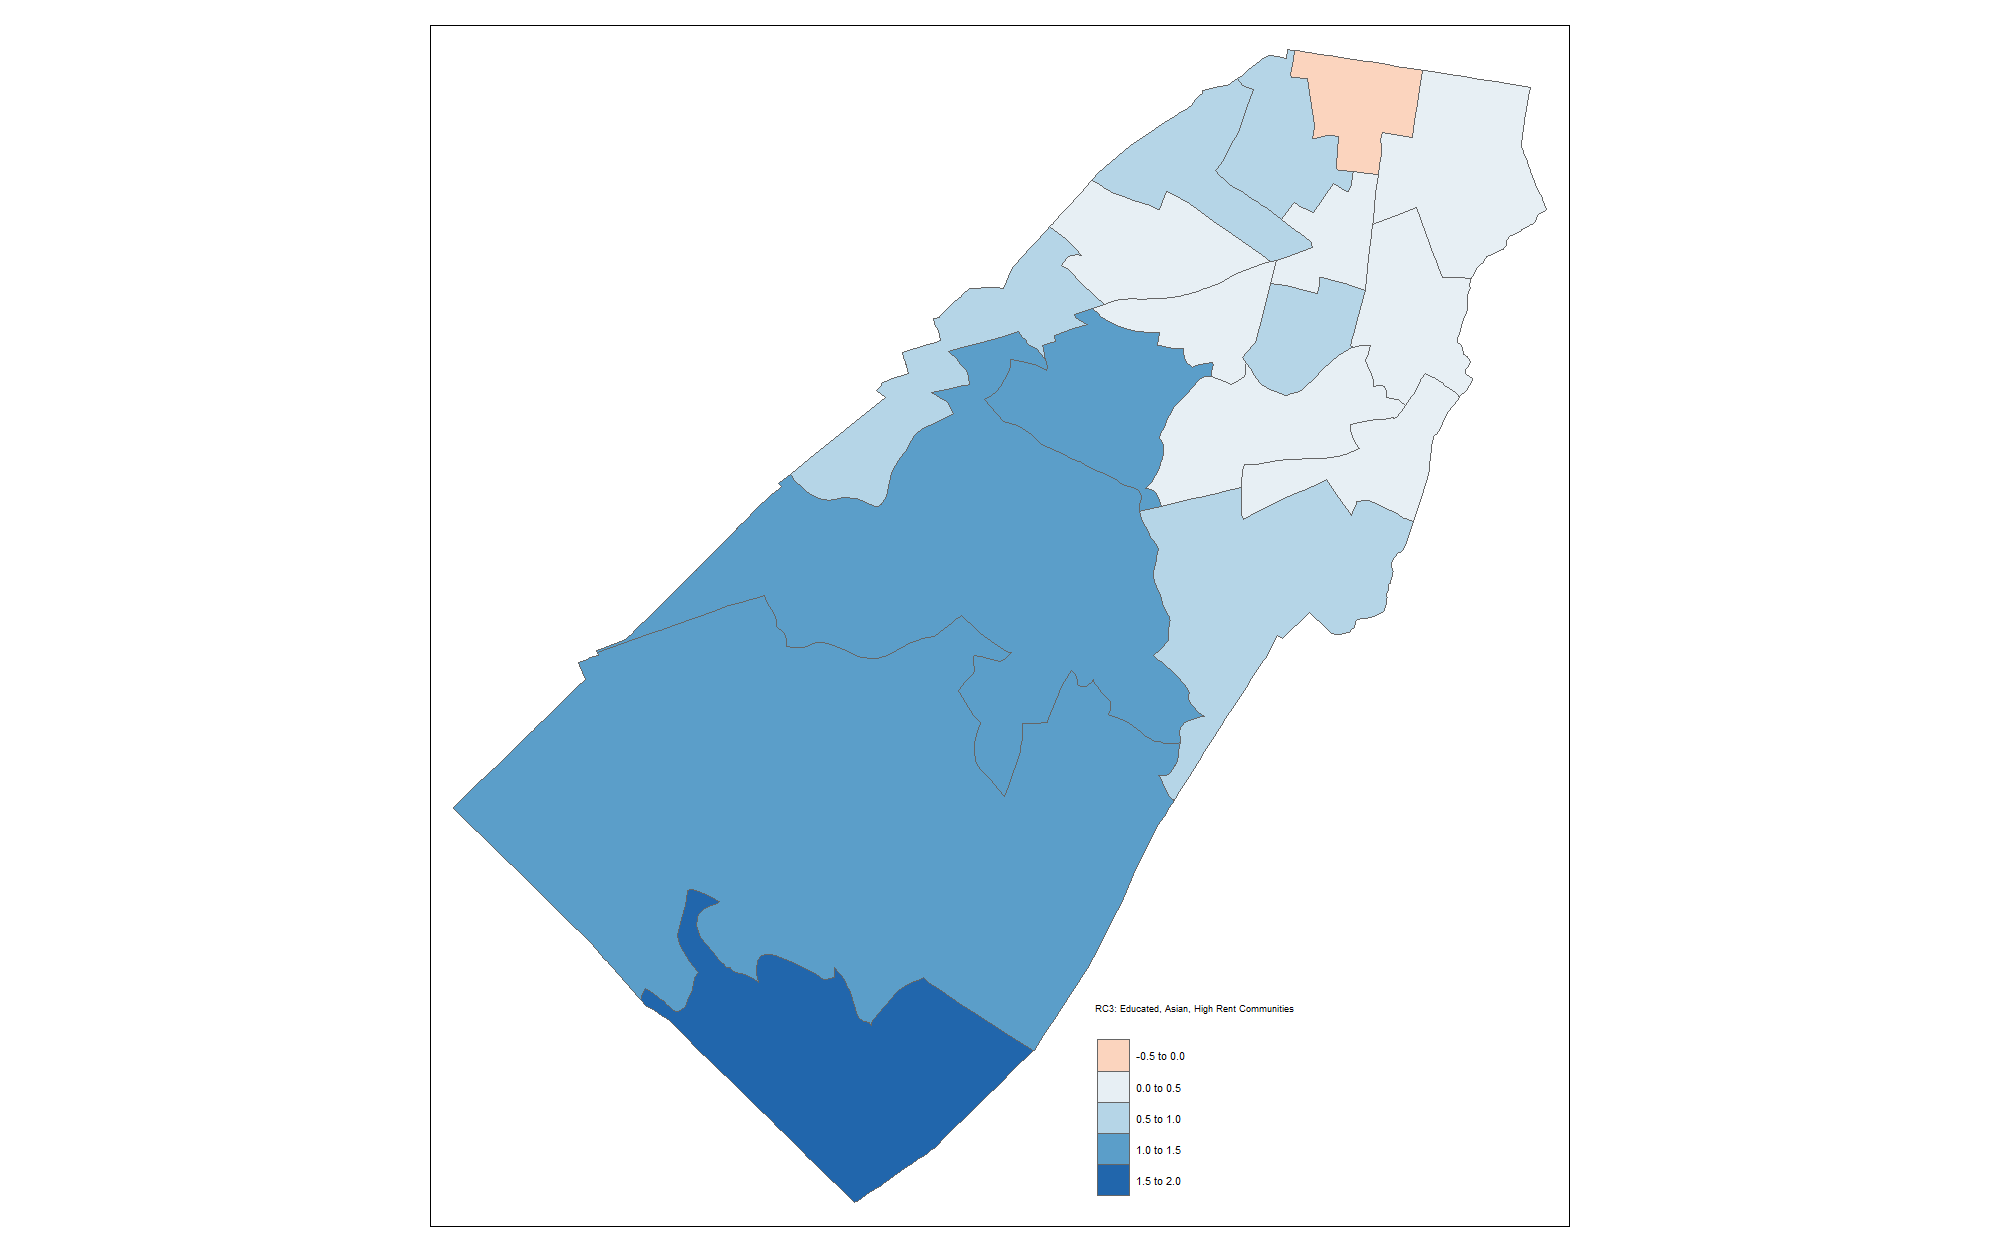 RC3: Educated, Asian, High Rent Communities
-0.5 to 0.0
0.0 to 0.5
0.5 to 1.0
1.0 to 1.5
1.5 to 2.0